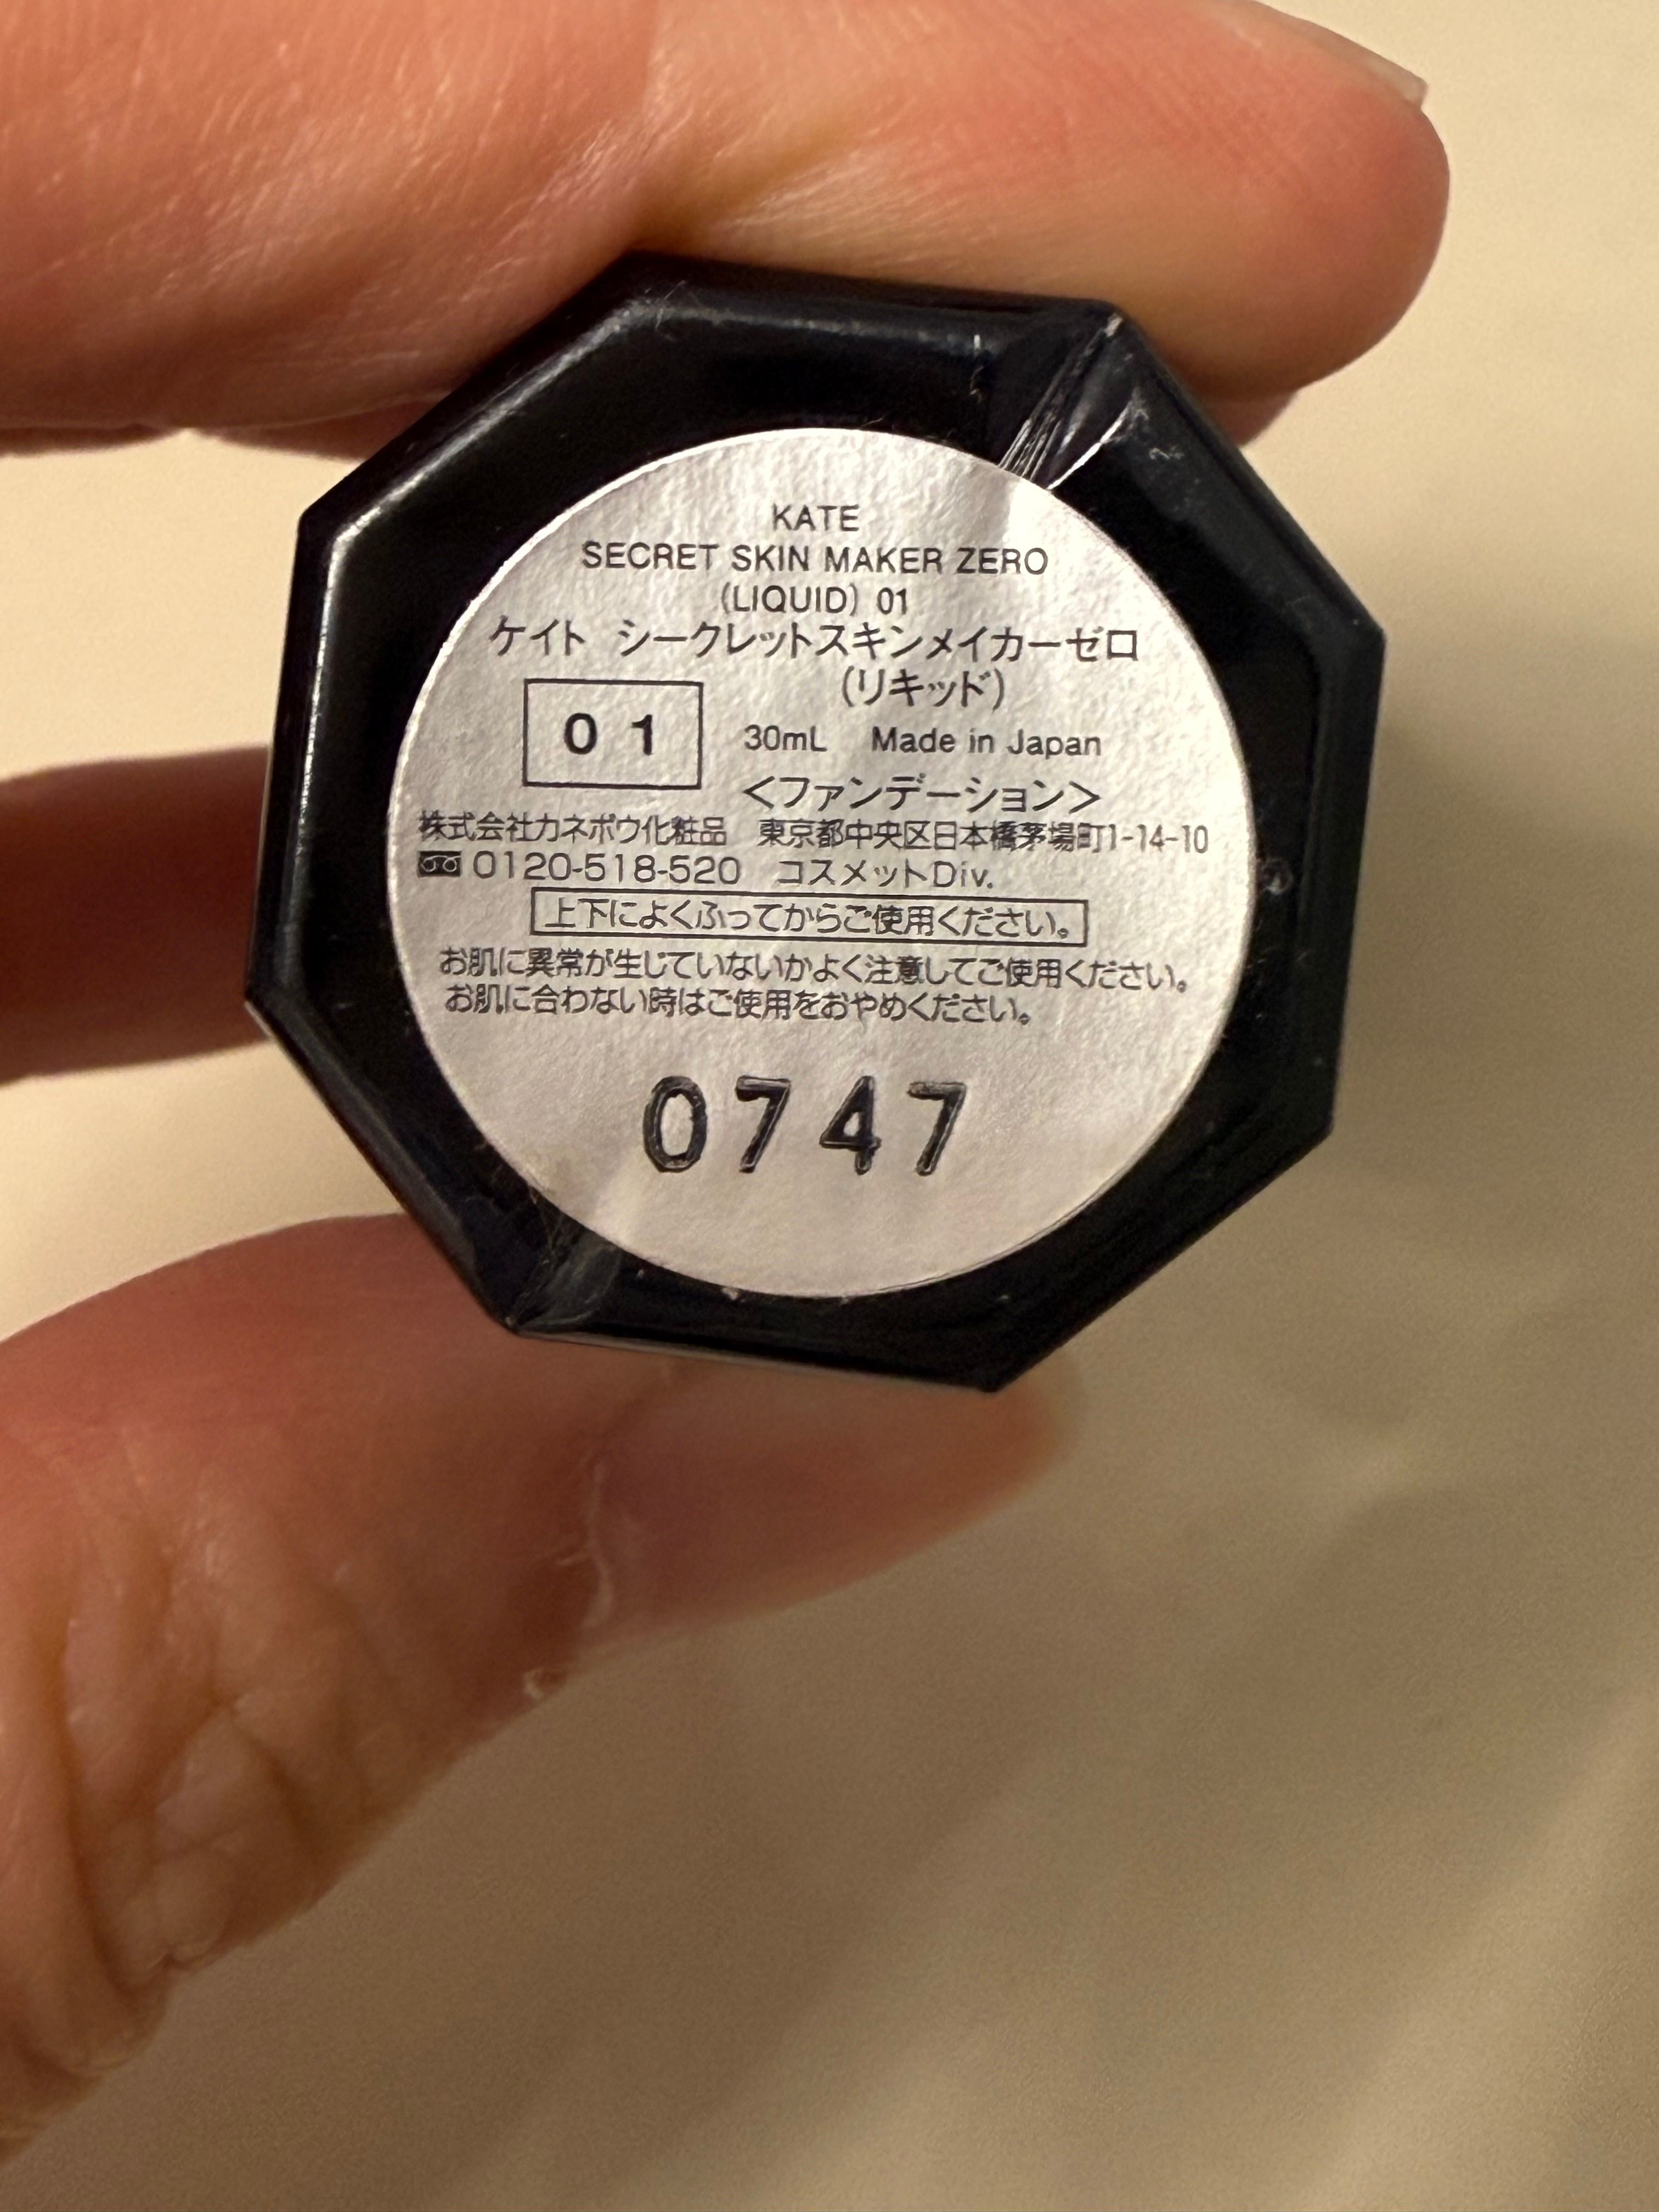 KATE
SECRET SKIN MAKER ZERO
(LIQUID) 01
ケイト シークレットスキンメイカーゼロ
(リキッド)
01
30mL Made in Japan
<ファンデーション>
株式会社カネボウ化粧品 東京都中央区日本橋茅場町1-14-10
0120-518-520 コスメットDiv.
上下によくふってからご使用ください。
お肌に異常が生じていないかよく注意してご使用ください。
お肌に合わない時はご使用をおやめください。
0747